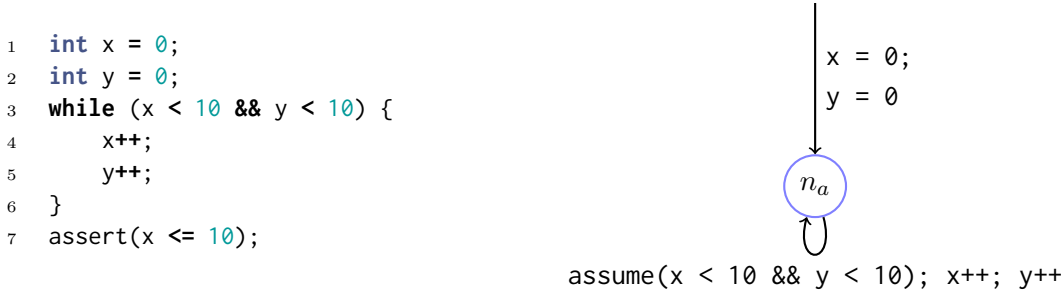 1 int x = 0;
2 int y = 0;
3 while (x < 10 && y < 10) {
4 x++;
5 y++;
6 }
7 assert(x <= 10);
x = 0;
y = 0
n_a
assume(x < 10 && y < 10); x++; y++